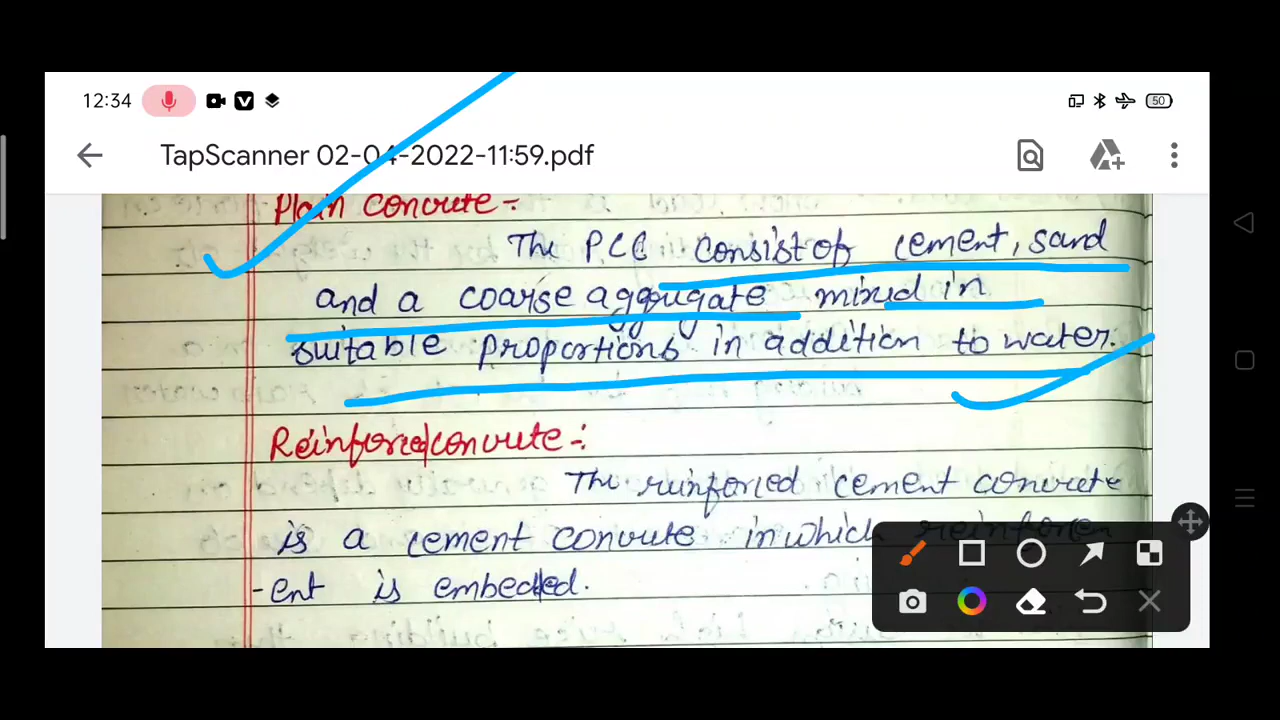 12:34
50
TapScanner 02-04-2022-11:59.pdf
Plain concrete:-
The PCC consist of cement, sand
and a coarse aggregate mixed in
suitable proportions in addition to water.
Reinforced concrete:-
The reinforced cement concrete
is a cement concrete in which reinforcem
-ent is embedded.